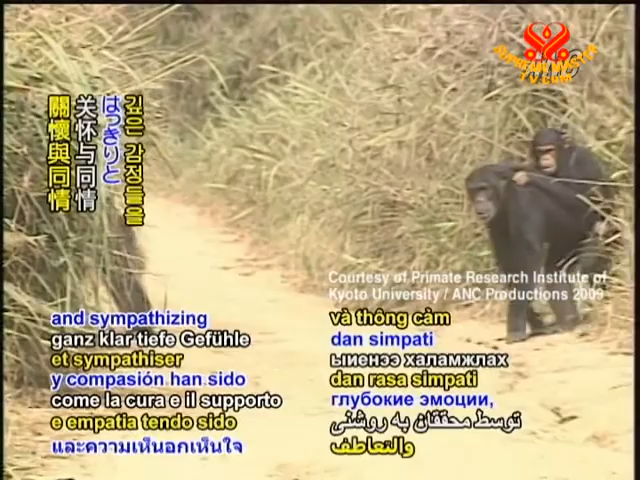 SUPREME MASTER
TV.COM
關懷與同情
关怀与同情
はっきりと
깊은 감정들을
Courtesy of Primate Research Institute of
Kyoto University / ANC Productions 2009
and sympathizing
ganz klar tiefe Gefühle
et sympathiser
y compasión han sido
come la cura e il supporto
e empatia tendo sido
และความเห็นอกเห็นใจ
và thông cảm
dan simpati
ыиенээ халамжлах
dan rasa simpati
глубокие эмоции,
توسط محققان به روشنی
والتعاطف